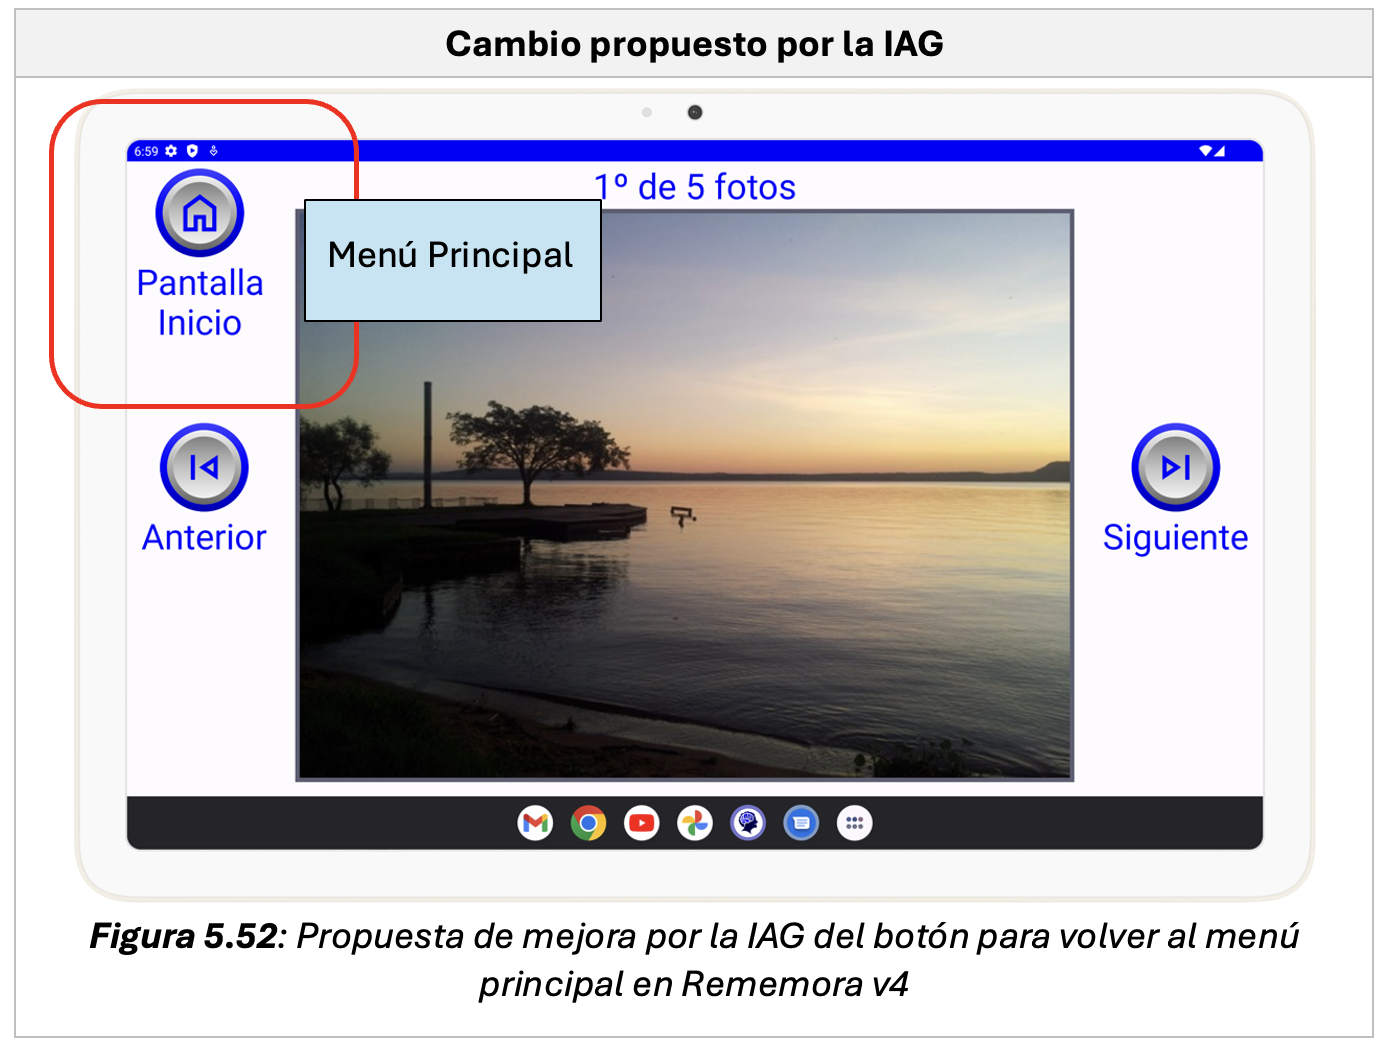 Cambio propuesto por la IAG
6:59
1º de 5 fotos
Menú Principal
Pantalla
Inicio
Anterior
Siguiente
Figura 5.52: Propuesta de mejora por la IAG del botón para volver al menú
principal en Rememora v4